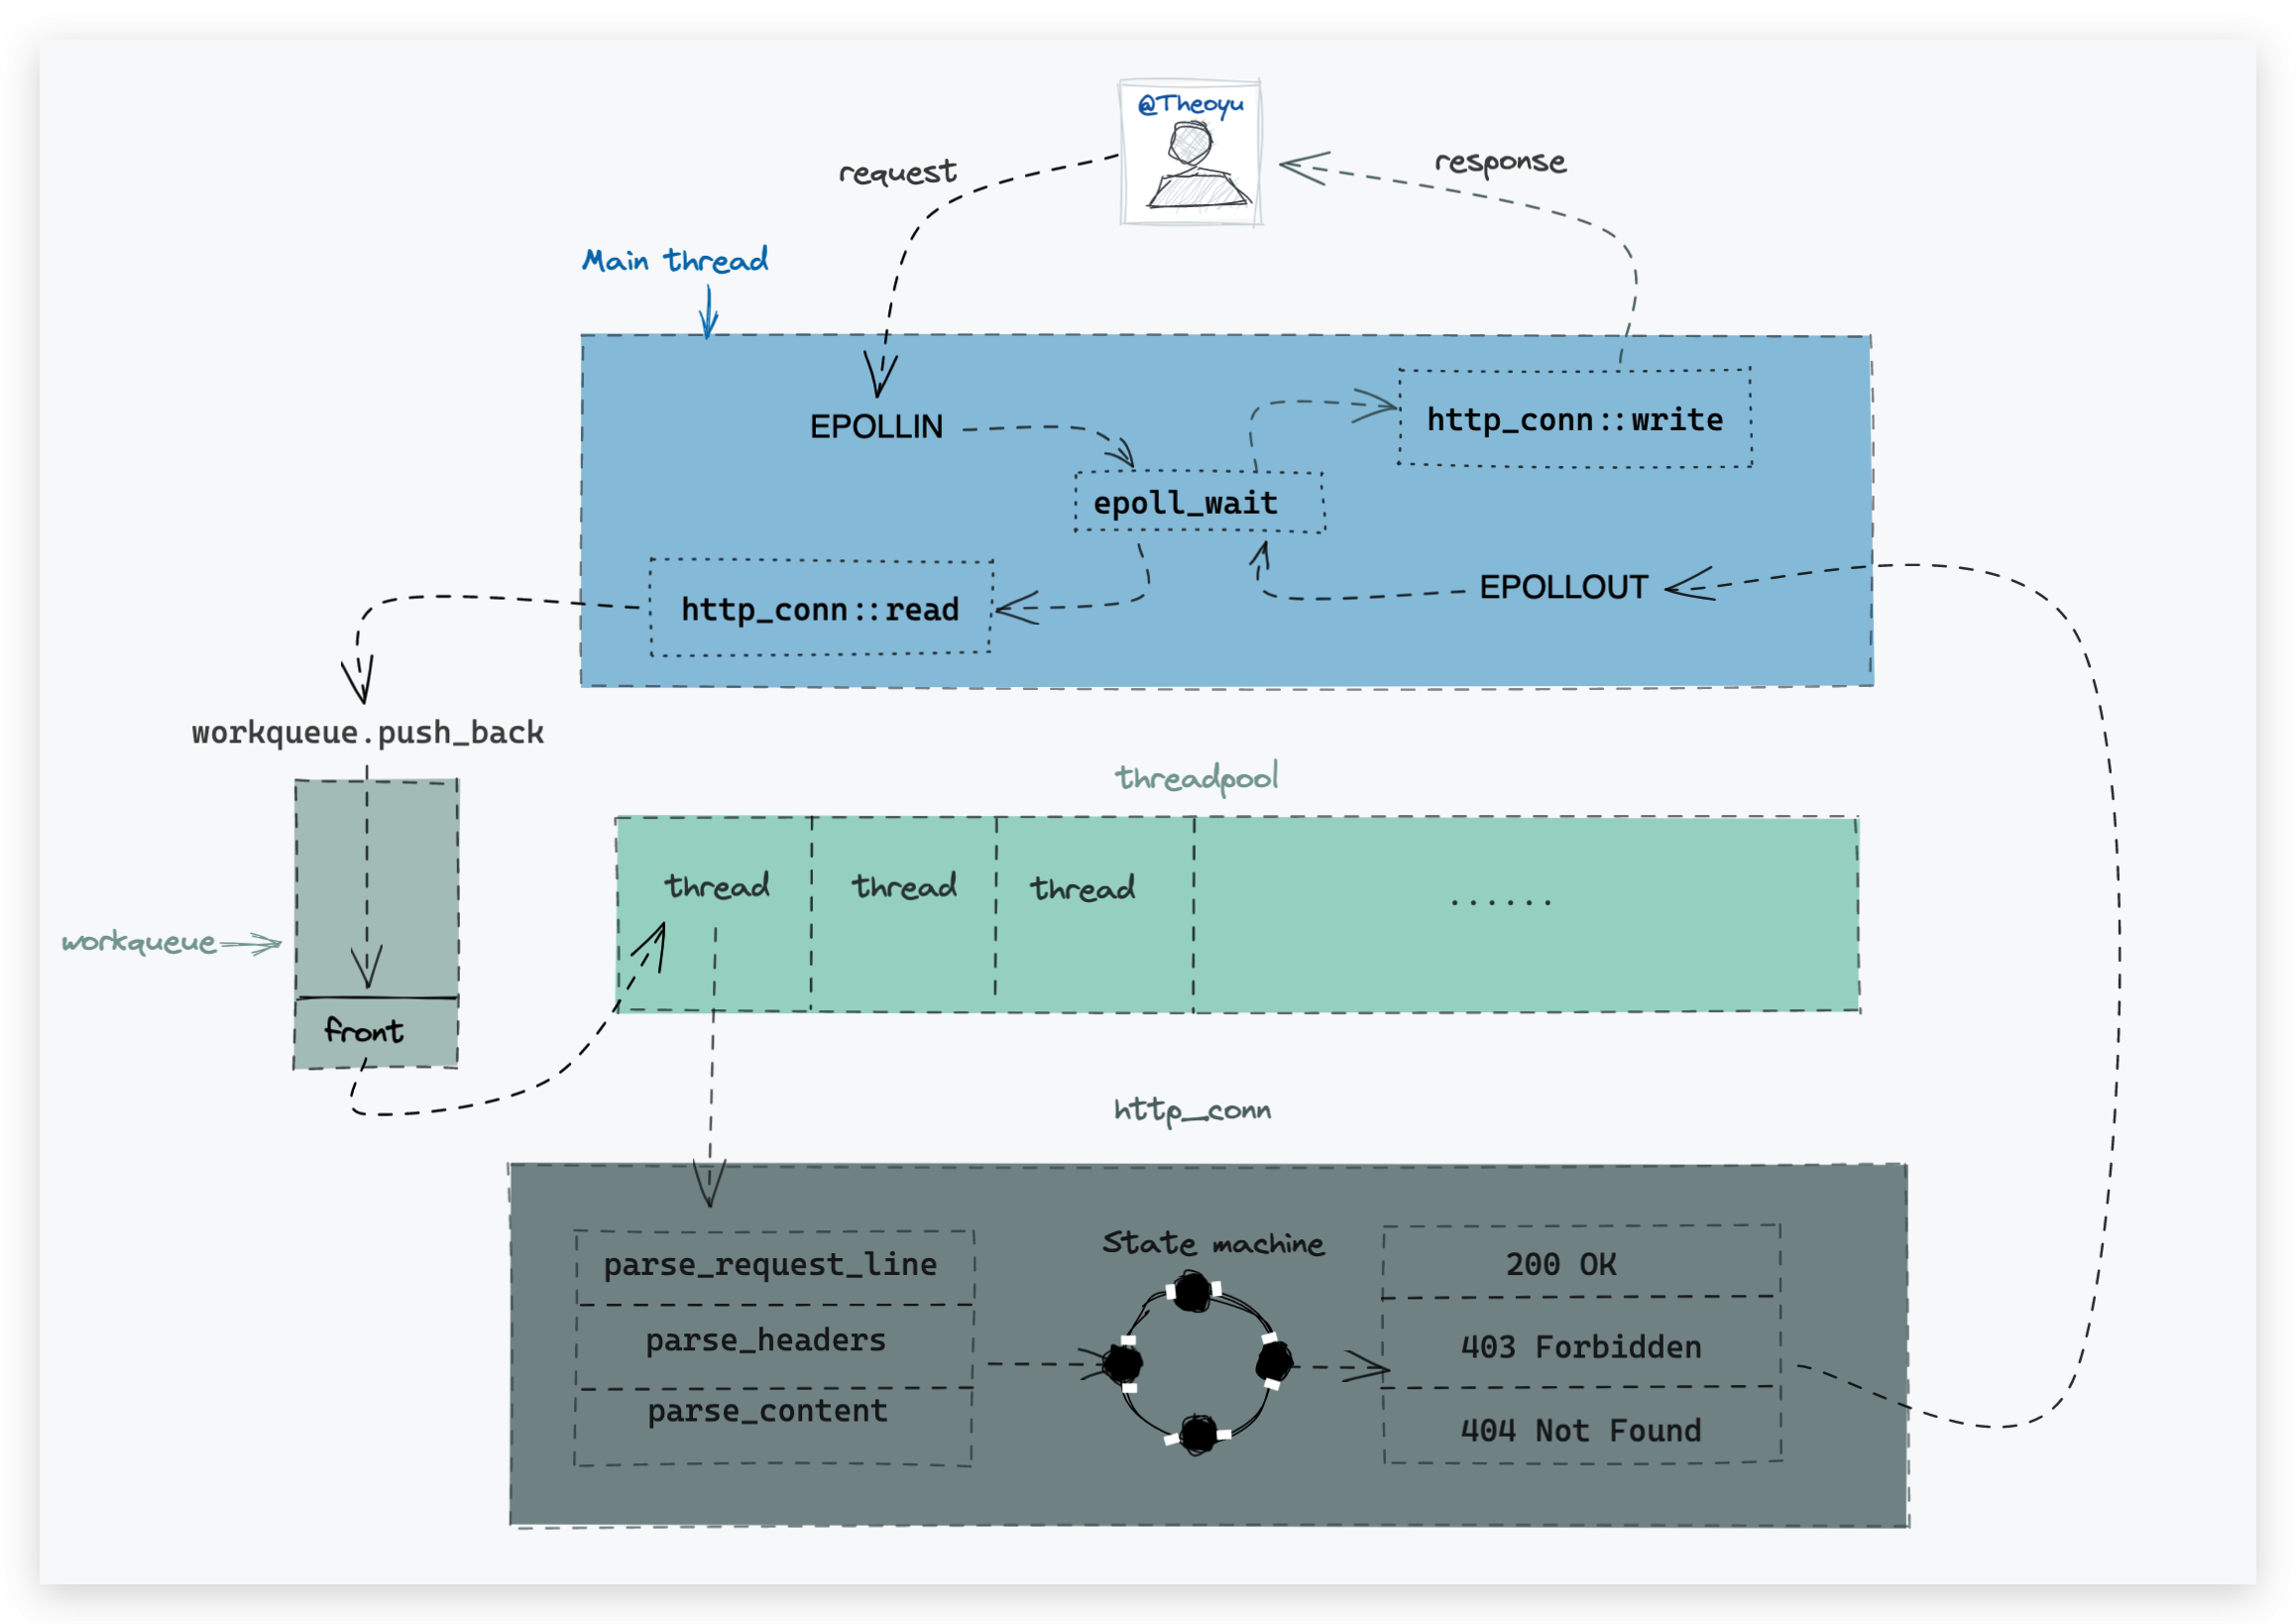 @Theoyu
request
response
Main thread
EPOLLIN
http_conn::write
epoll_wait
EPOLLOUT
http_conn::read
workqueue.push_back
threadpool
thread
thread
thread
......
workqueue
front
http_conn
State machine
parse_request_line
parse_headers
parse_content
200 OK
403 Forbidden
404 Not Found